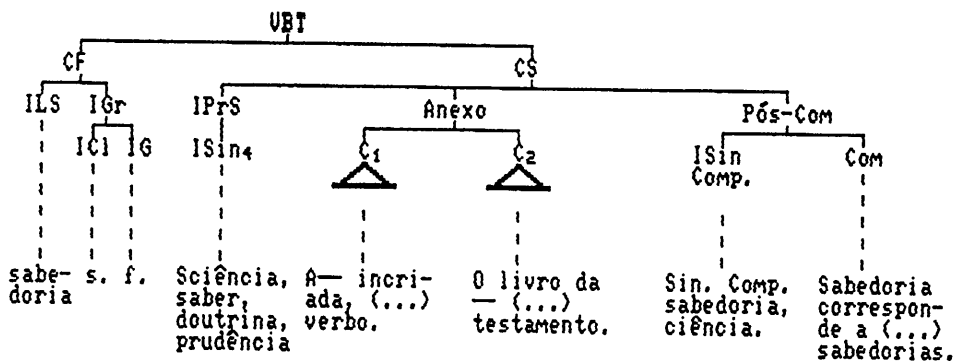 VBT
CF CS
ILS IGr IPrS Anexo Pós-Com
ICl IG ISin4 C1 C2 ISin Com
Comp.
sabe- s. f. Sciência, A— incri- O livro da Sin. Comp. Sabedoria
doria saber, ada, (...) — (...) sabedoria, correspon-
doutrina, verbo. testamento. ciência. de a (...)
prudência sabedorias.